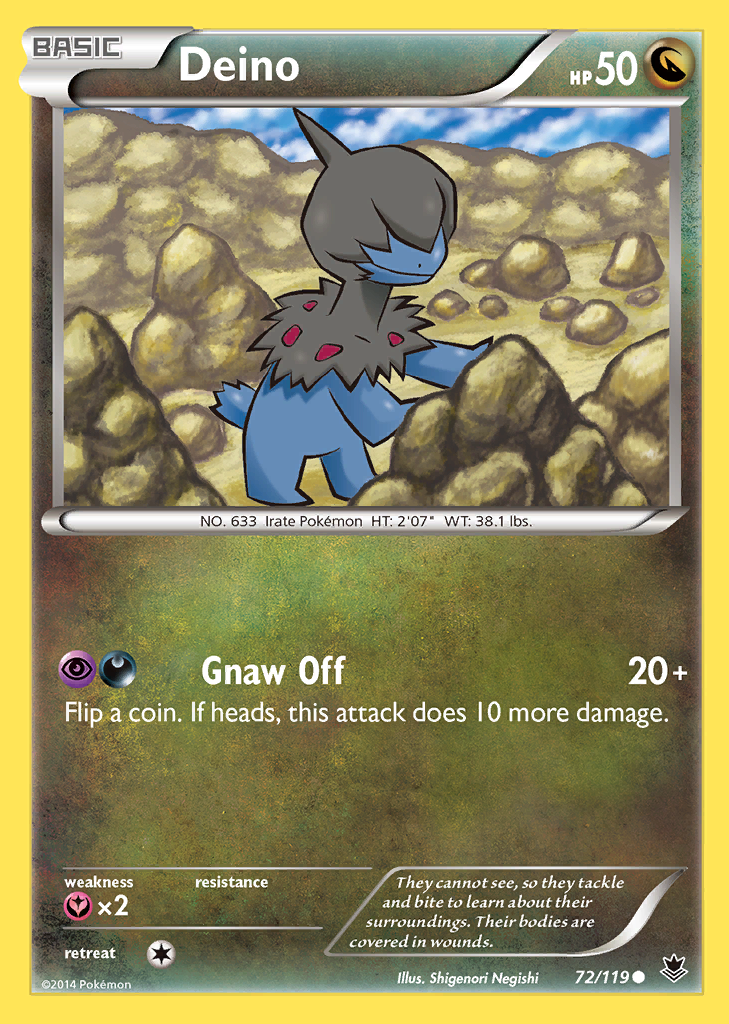 BASIC
Deino
HP50
NO. 633 Irate Pokémon HT: 2'07" WT: 38.1 lbs.
Gnaw Off 20+
Flip a coin. If heads, this attack does 10 more damage.
weakness resistance
×2
retreat
They cannot see, so they tackle
and bite to learn about their
surroundings. Their bodies are
covered in wounds.
Illus. Shigenori Negishi 72/119
©2014 Pokémon